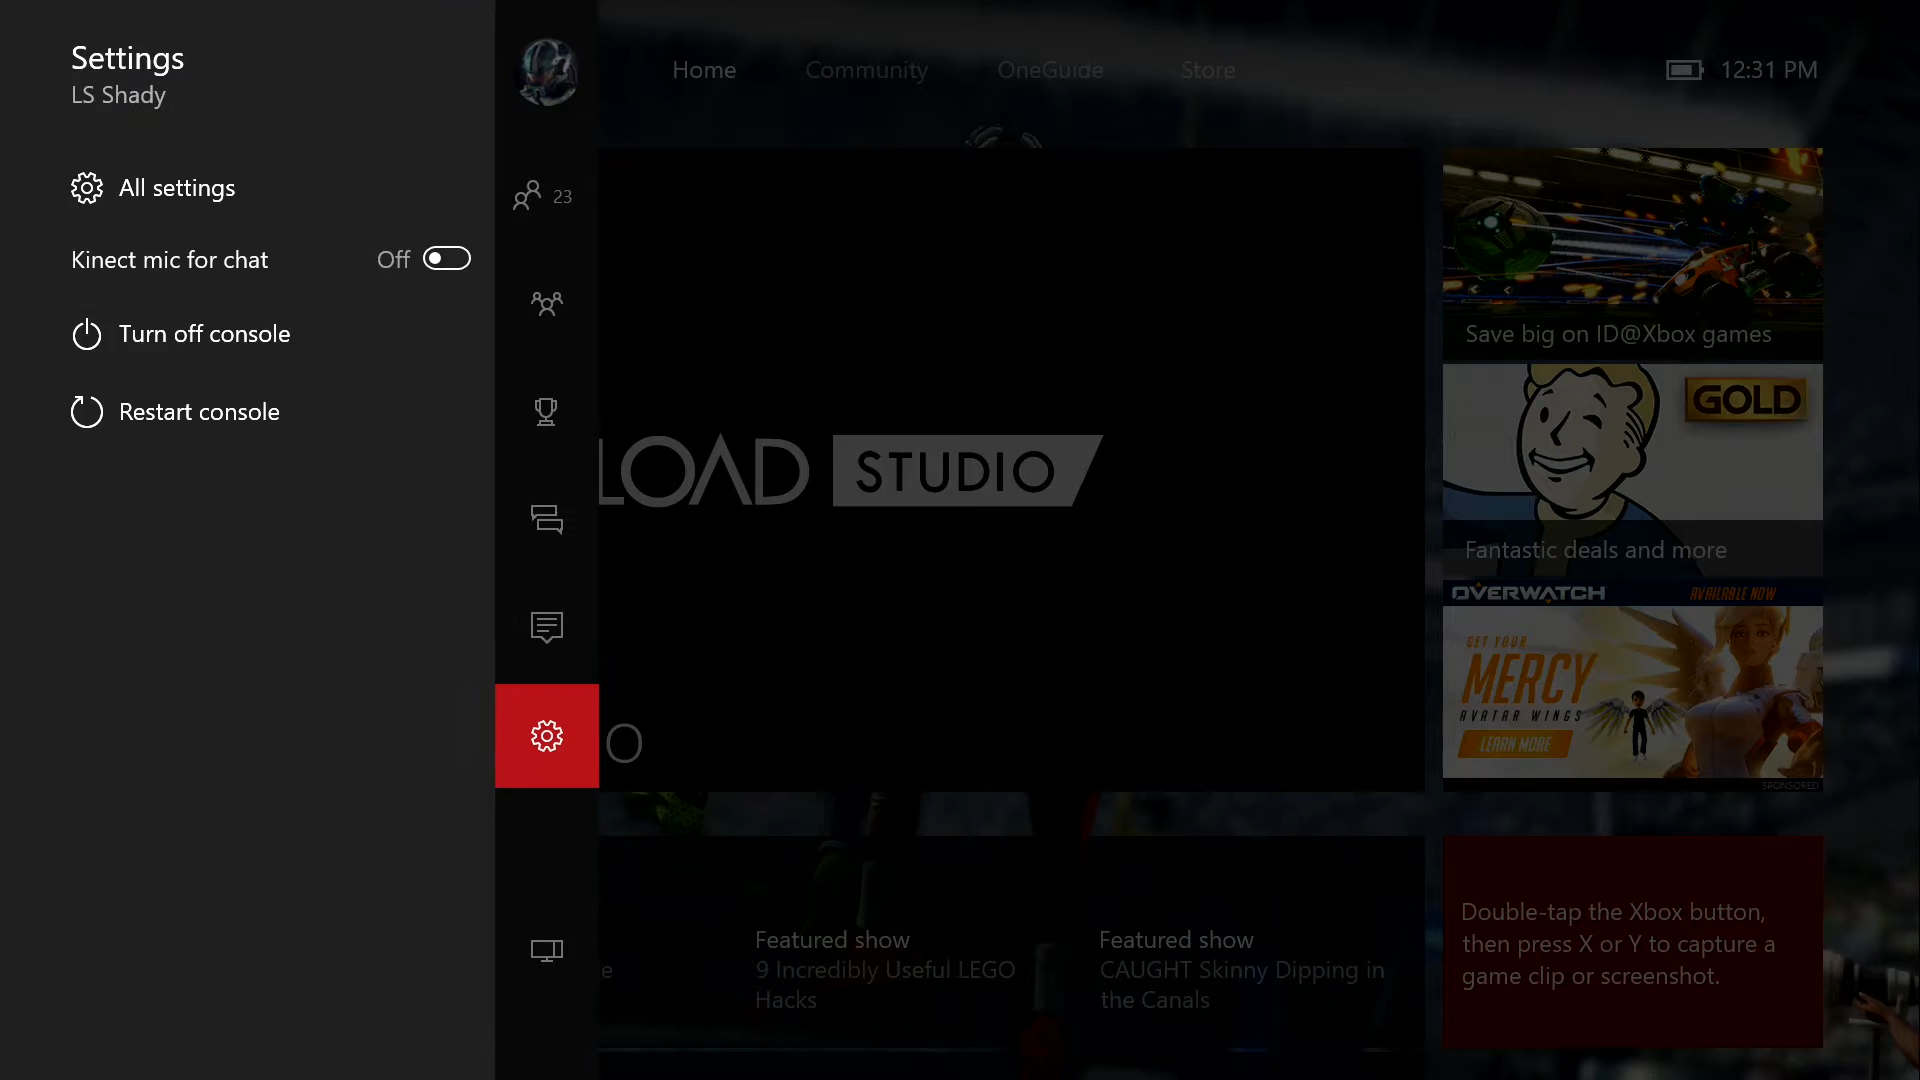 Settings
LS Shady
All settings
Kinect mic for chat Off
Turn off console
Restart console
23
Home Community OneGuide Store
12:31 PM
LOAD STUDIO
O
Save big on ID@Xbox games
GOLD
Fantastic deals and more
OVERWATCH AVAILABLE NOW
GET YOUR
MERCY
AVATAR WINGS
LEARN MORE
SPONSORED
e
Featured show
9 Incredibly Useful LEGO
Hacks
Featured show
CAUGHT Skinny Dipping in
the Canals
Double-tap the Xbox button,
then press X or Y to capture a
game clip or screenshot.